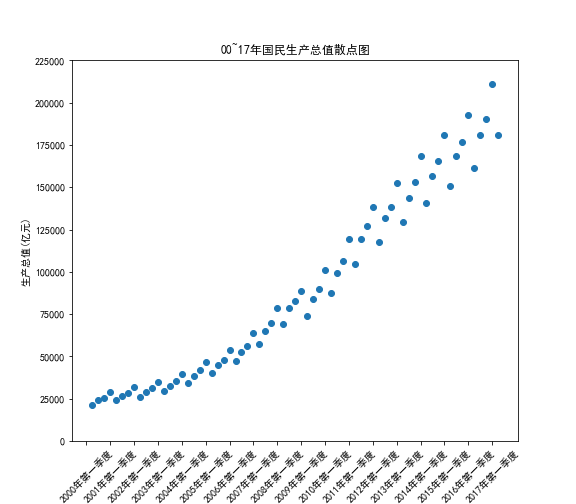 00~17年国民生产总值散点图
生产总值(亿元)
225000
200000
175000
150000
125000
100000
75000
50000
25000
0
2000年第一季度
2001年第一季度
2002年第一季度
2003年第一季度
2004年第一季度
2005年第一季度
2006年第一季度
2007年第一季度
2008年第一季度
2009年第一季度
2010年第一季度
2011年第一季度
2012年第一季度
2013年第一季度
2014年第一季度
2015年第一季度
2016年第一季度
2017年第一季度